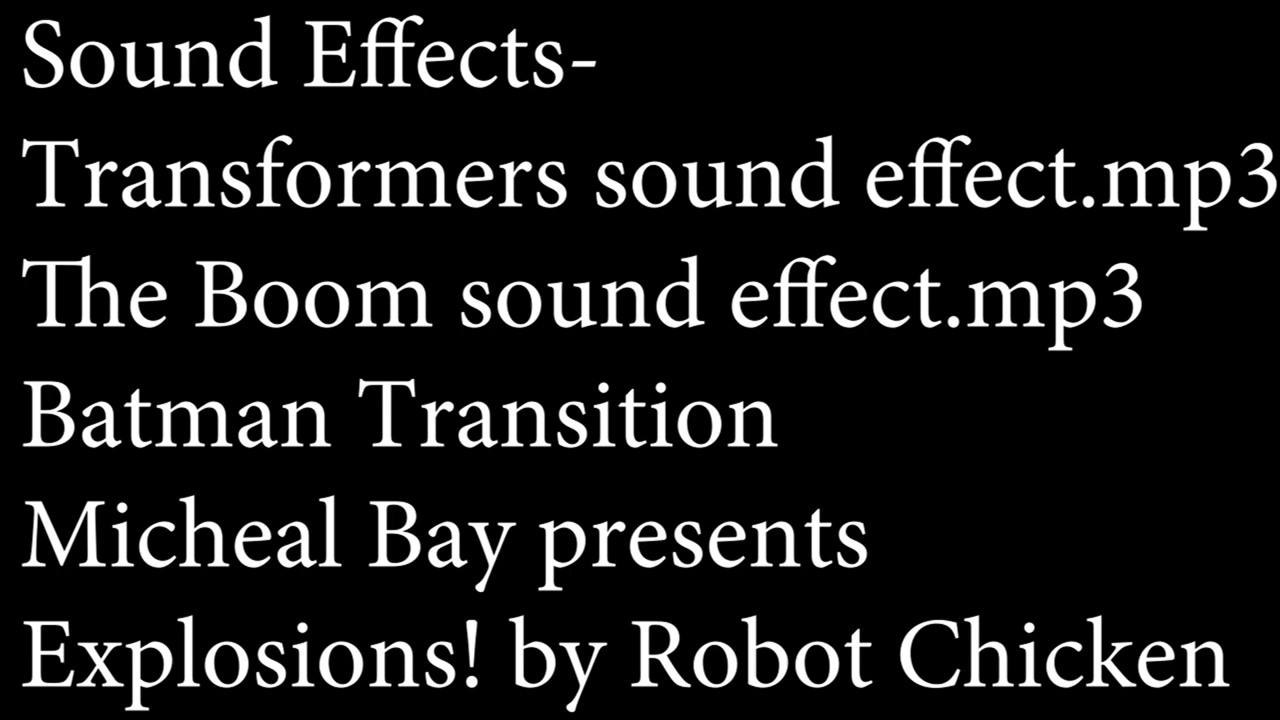 Sound Effects-
Transformers sound effect.mp3
The Boom sound effect.mp3
Batman Transition
Micheal Bay presents
Explosions! by Robot Chicken